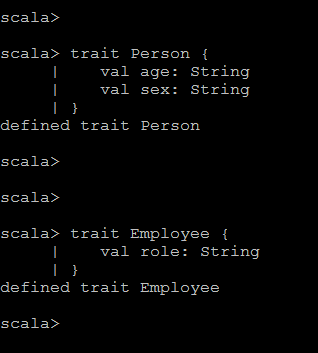 scala>
scala> trait Person {
     |    val age: String
     |    val sex: String
     | }
defined trait Person
scala>
scala>
scala> trait Employee {
     |    val role: String
     | }
defined trait Employee
scala>